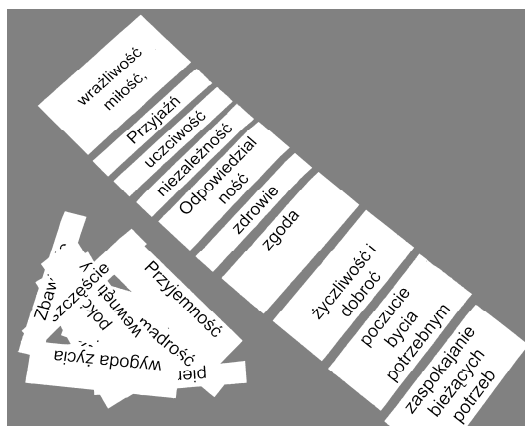 wrażliwość
miłość,
Przyjaźń
uczciwość
niezależność
Odpowiedzial
ność
zdrowie
zgoda
życzliwość i
dobroć
poczucie
bycia
potrzebnym
zaspokajanie
bieżących
potrzeb
Przyjemność
szczęście
wygoda życia